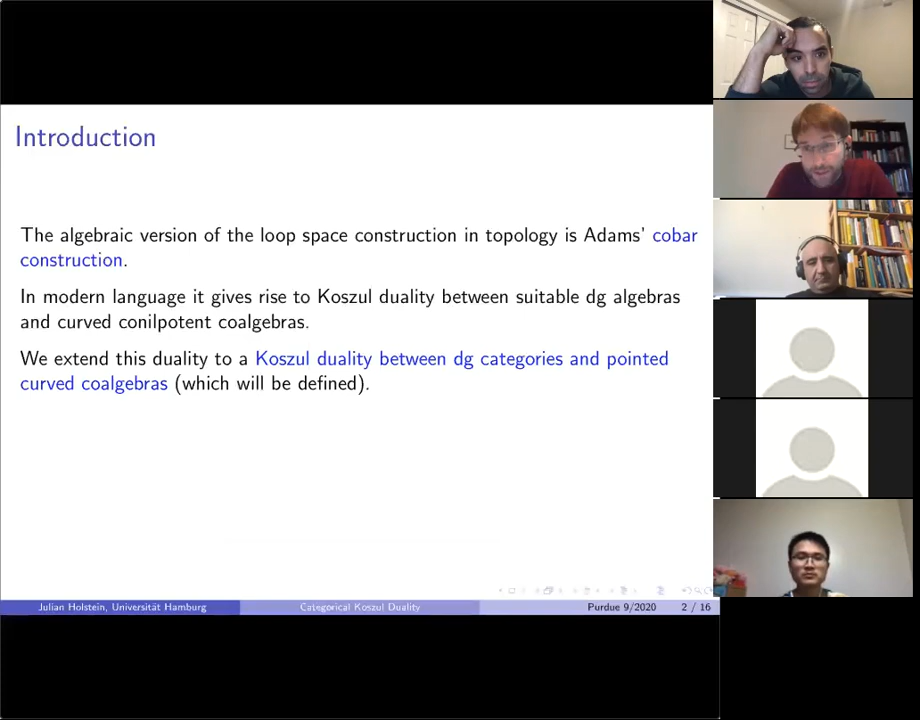 Introduction
The algebraic version of the loop space construction in topology is Adams' cobar
construction.
In modern language it gives rise to Koszul duality between suitable dg algebras
and curved conilpotent coalgebras.
We extend this duality to a Koszul duality between dg categories and pointed
curved coalgebras (which will be defined).
Julian Holstein, Universität Hamburg
Categorical Koszul Duality
Purdue 9/2020
2 / 16